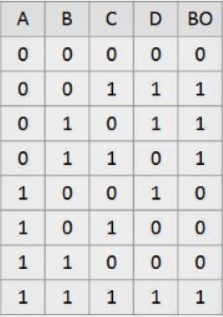 A B C D BO
0 0 0 0 0
0 0 1 1 1
0 1 0 1 1
0 1 1 0 1
1 0 0 1 0
1 0 1 0 0
1 1 0 0 0
1 1 1 1 1